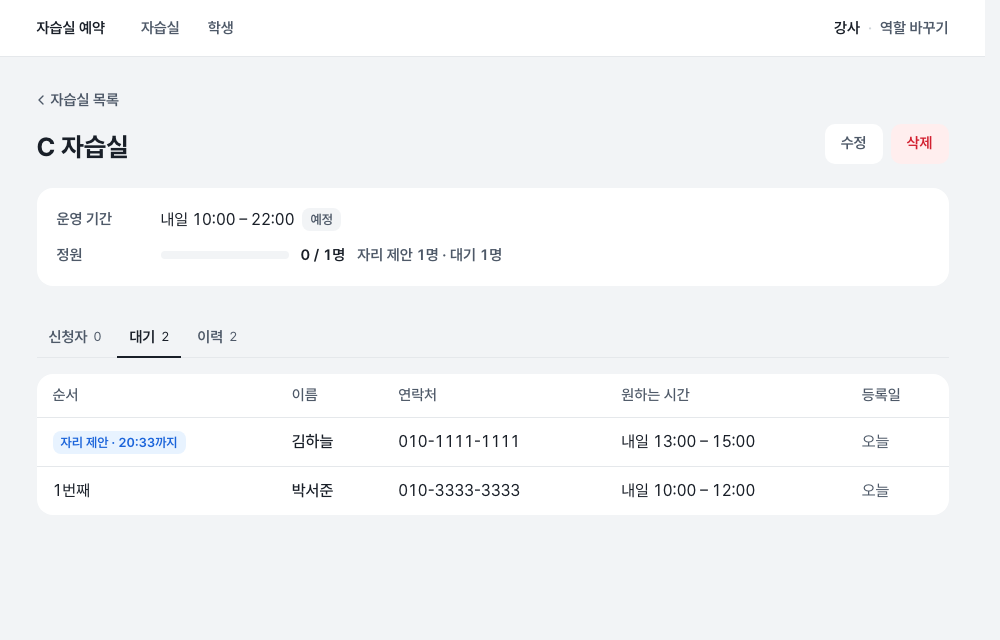 자습실 예약 자습실 학생 강사 · 역할 바꾸기
자습실 목록
C 자습실 수정 삭제
운영 기간 내일 10:00 – 22:00 예정
정원 0 / 1명 자리 제안 1명 · 대기 1명
신청자 0 대기 2 이력 2
순서 이름 연락처 원하는 시간 등록일
자리 제안 · 20:33까지 김하늘 010-1111-1111 내일 13:00 – 15:00 오늘
1번째 박서준 010-3333-3333 내일 10:00 – 12:00 오늘